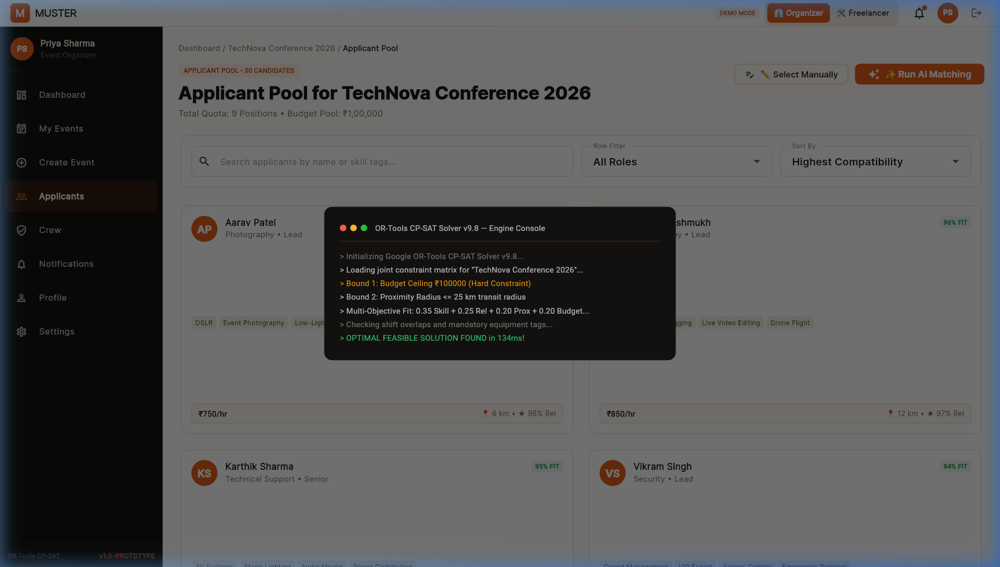 M MUSTER
DEMO MODE
Organizer
Freelancer
PS
PS
Priya Sharma
Event Organizer
Dashboard
My Events
Create Event
Applicants
Crew
Notifications
Profile
Settings
OR-Tools CP-SAT
v1.0-PROTOTYPE
Dashboard / TechNova Conference 2026 / Applicant Pool
APPLICANT POOL • 30 CANDIDATES
Applicant Pool for TechNova Conference 2026
Total Quota: 9 Positions • Budget Pool: ₹1,00,000
Select Manually
Run AI Matching
Search applicants by name or skill tags...
Role Filter
All Roles
Sort By
Highest Compatibility
AP
Aarav Patel
Photography • Lead
DSLR
Event Photography
Low-Ligh
₹750/hr
6 km • ★ 98% Rel
shmukh
hy • Lead
96% FIT
gging
Live Video Editing
Drone Flight
₹850/hr
12 km • ★ 97% Rel
OR-Tools CP-SAT Solver v9.8 — Engine Console
> Initializing Google OR-Tools CP-SAT Solver v9.8...
> Loading joint constraint matrix for "TechNova Conference 2026"...
> Bound 1: Budget Ceiling ₹100000 (Hard Constraint)
> Bound 2: Proximity Radius <= 25 km transit radius
> Multi-Objective Fit: 0.35 Skill + 0.25 Rel + 0.20 Prox + 0.20 Budget...
> Checking shift overlaps and mandatory equipment tags...
> OPTIMAL FEASIBLE SOLUTION FOUND in 134ms!
KS
Karthik Sharma
Technical Support • Senior
95% FIT
AV Systems
Stage Lighting
Audio Mixing
Power Distribution
VS
Vikram Singh
Security • Lead
94% FIT
Crowd Management
VIP Escort
Access Control
Emergency Protocol